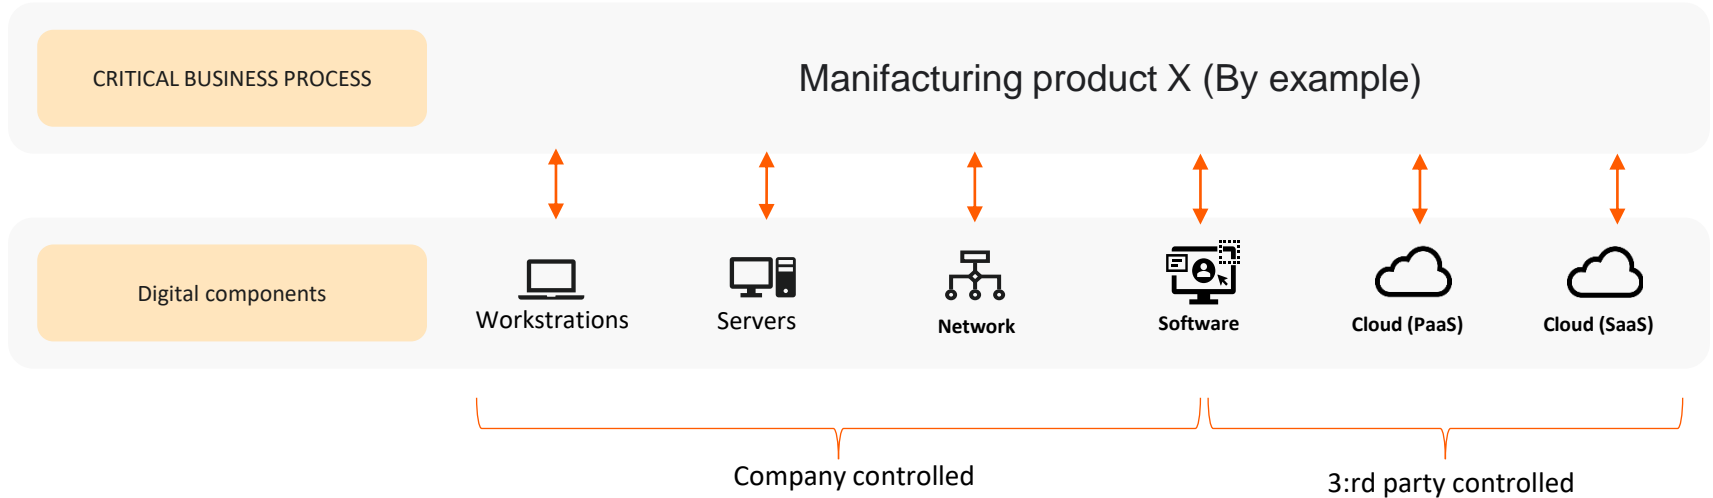 CRITICAL BUSINESS PROCESS
Manifacturing product X (By example)
Digital components
Workstrations
Servers
Network
Software
Cloud (PaaS)
Cloud (SaaS)
Company controlled
3:rd party controlled